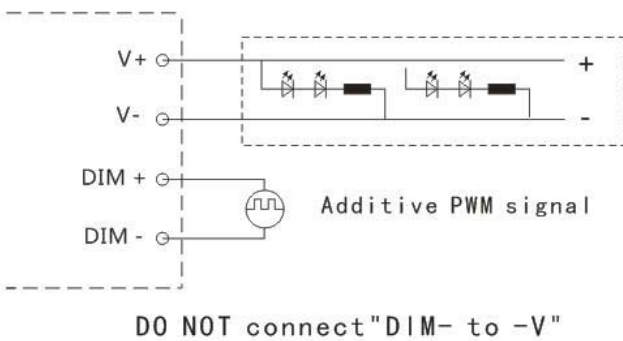 V+
+
V-
-
DIM +
Additive PWM signal
DIM -
DO NOT connect"DIM- to -V"